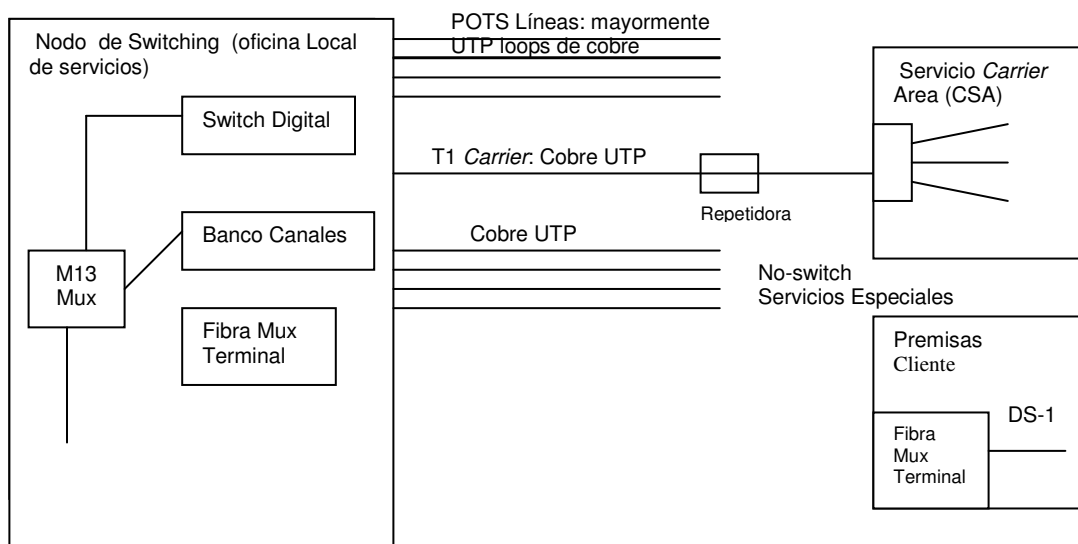 Nodo de Switching (oficina Local
de servicios)
Switch Digital
Banco Canales
M13
Mux
Fibra Mux
Terminal
POTS Líneas: mayormente
UTP loops de cobre
T1 Carrier: Cobre UTP
Repetidora
Cobre UTP
No-switch
Servicios Especiales
Servicio Carrier
Area (CSA)
Premisas
Cliente
DS-1
Fibra
Mux
Terminal